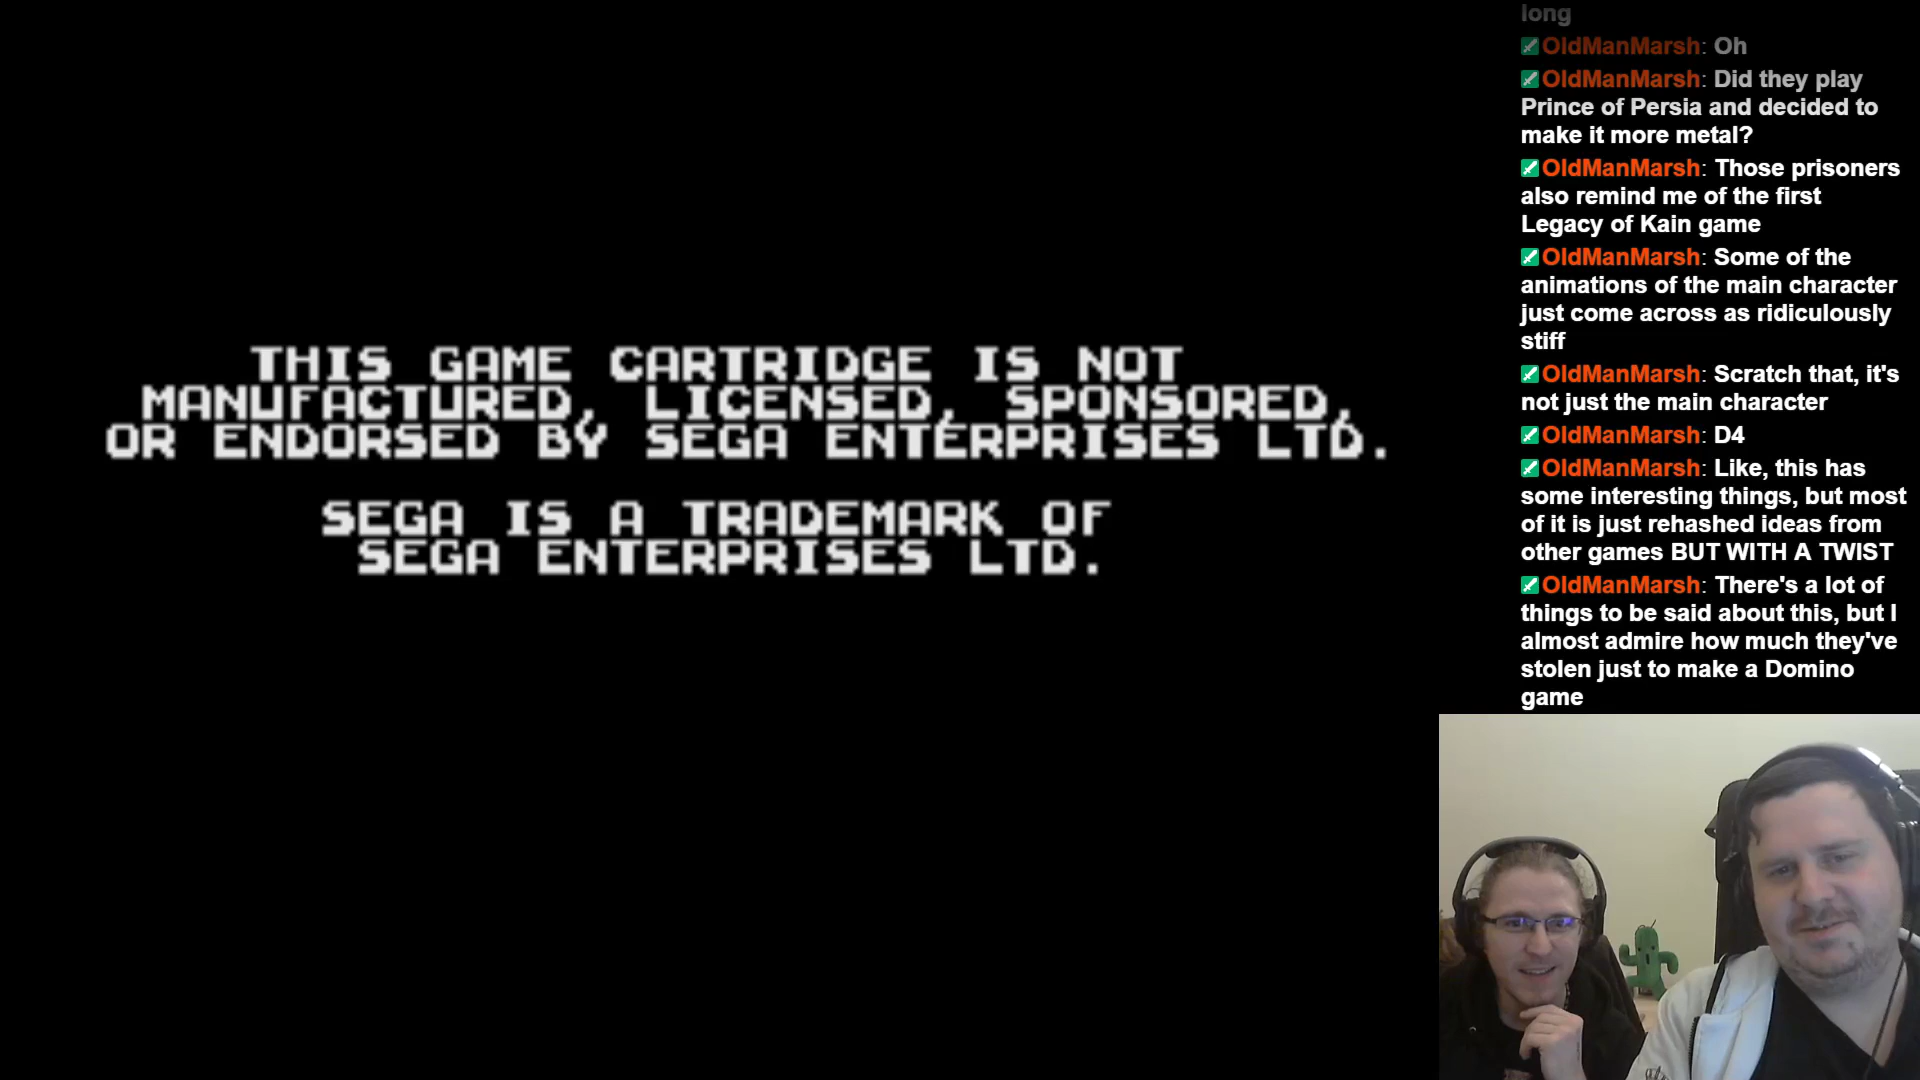 THIS GAME CARTRIDGE IS NOT
MANUFACTURED, LICENSED, SPONSORED,
OR ENDORSED BY SEGA ENTERPRISES LTD.
SEGA IS A TRADEMARK OF
SEGA ENTERPRISES LTD.
long
OldManMarsh: Oh
OldManMarsh: Did they play
Prince of Persia and decided to
make it more metal?
OldManMarsh: Those prisoners
also remind me of the first
Legacy of Kain game
OldManMarsh: Some of the
animations of the main character
just come across as ridiculously
stiff
OldManMarsh: Scratch that, it's
not just the main character
OldManMarsh: D4
OldManMarsh: Like, this has
some interesting things, but most
of it is just rehashed ideas from
other games BUT WITH A TWIST
OldManMarsh: There's a lot of
things to be said about this, but I
almost admire how much they've
stolen just to make a Domino
game